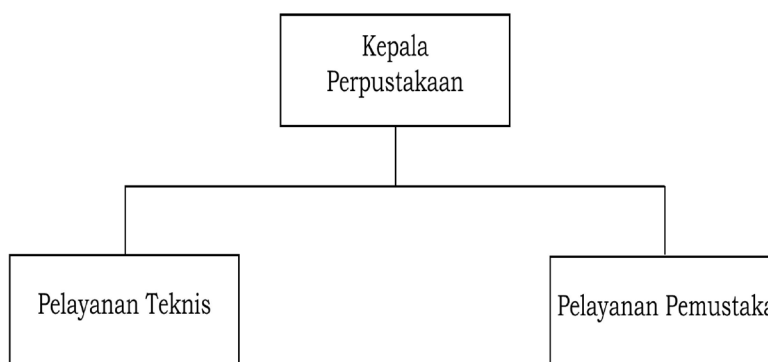 Kepala
Perpustakaan
Pelayanan Teknis
Pelayanan Pemustaka